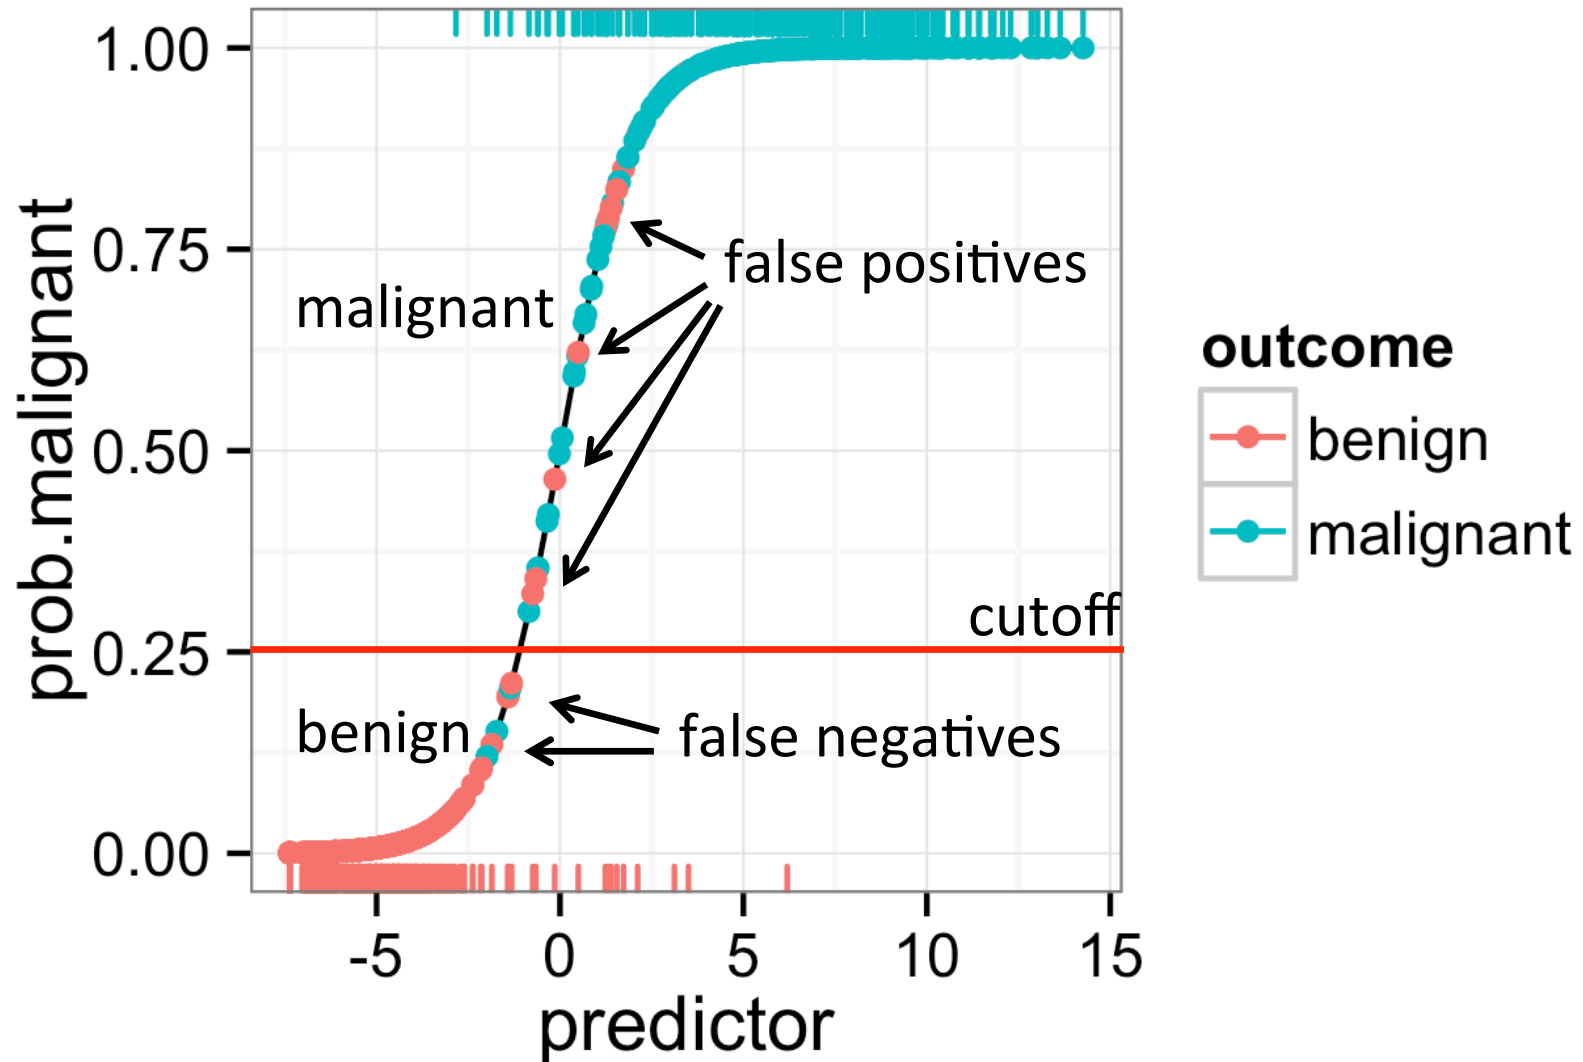 prob.malignant
1.00
0.75
0.50
0.25
0.00
false positives
malignant
cutoff
benign
false negatives
-5
0
5
10
15
predictor
outcome
benign
malignant